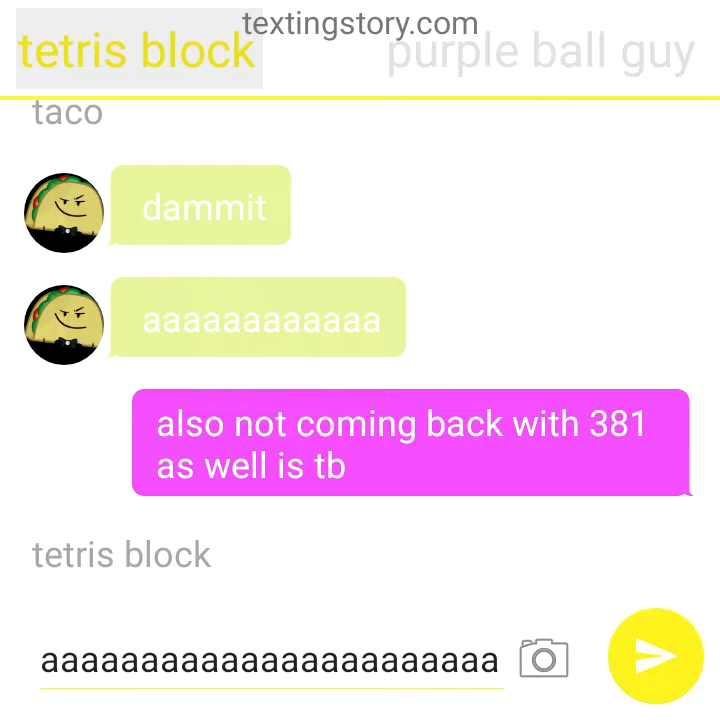 textingstory.com
tetris block purple ball guy
taco
dammit
aaaaaaaaaaaa
also not coming back with 381
as well is tb
tetris block
aaaaaaaaaaaaaaaaaaaaaaa